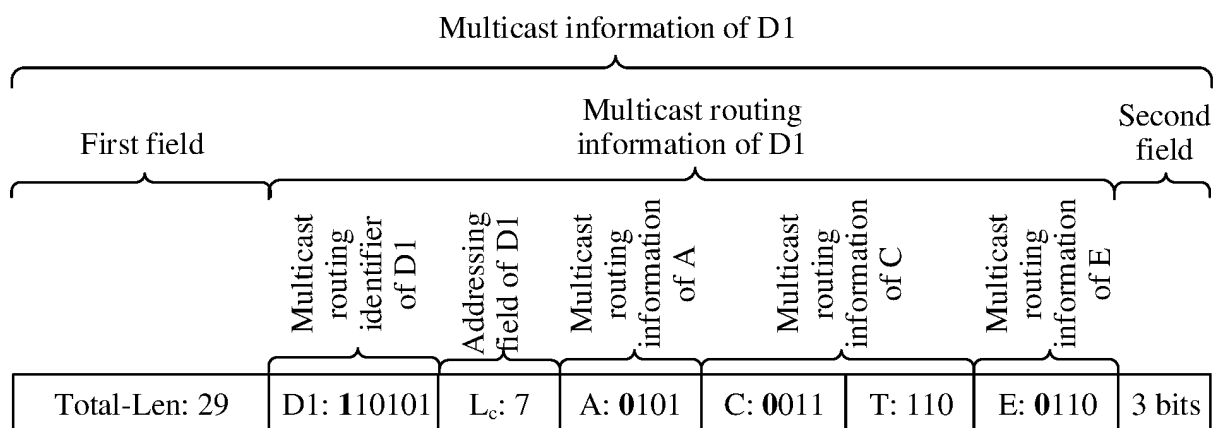 Multicast information of D1
First field
Multicast routing
information of D1
Second
field
Multicast
routing
identifier
of D1
Addressing
field of D1
Multicast
routing
information
of A
Multicast
routing
information
of C
Multicast
routing
information
of E
Total-Len: 29
D1: 110101
Lc: 7
A: 0101
C: 0011
T: 110
E: 0110
3 bits